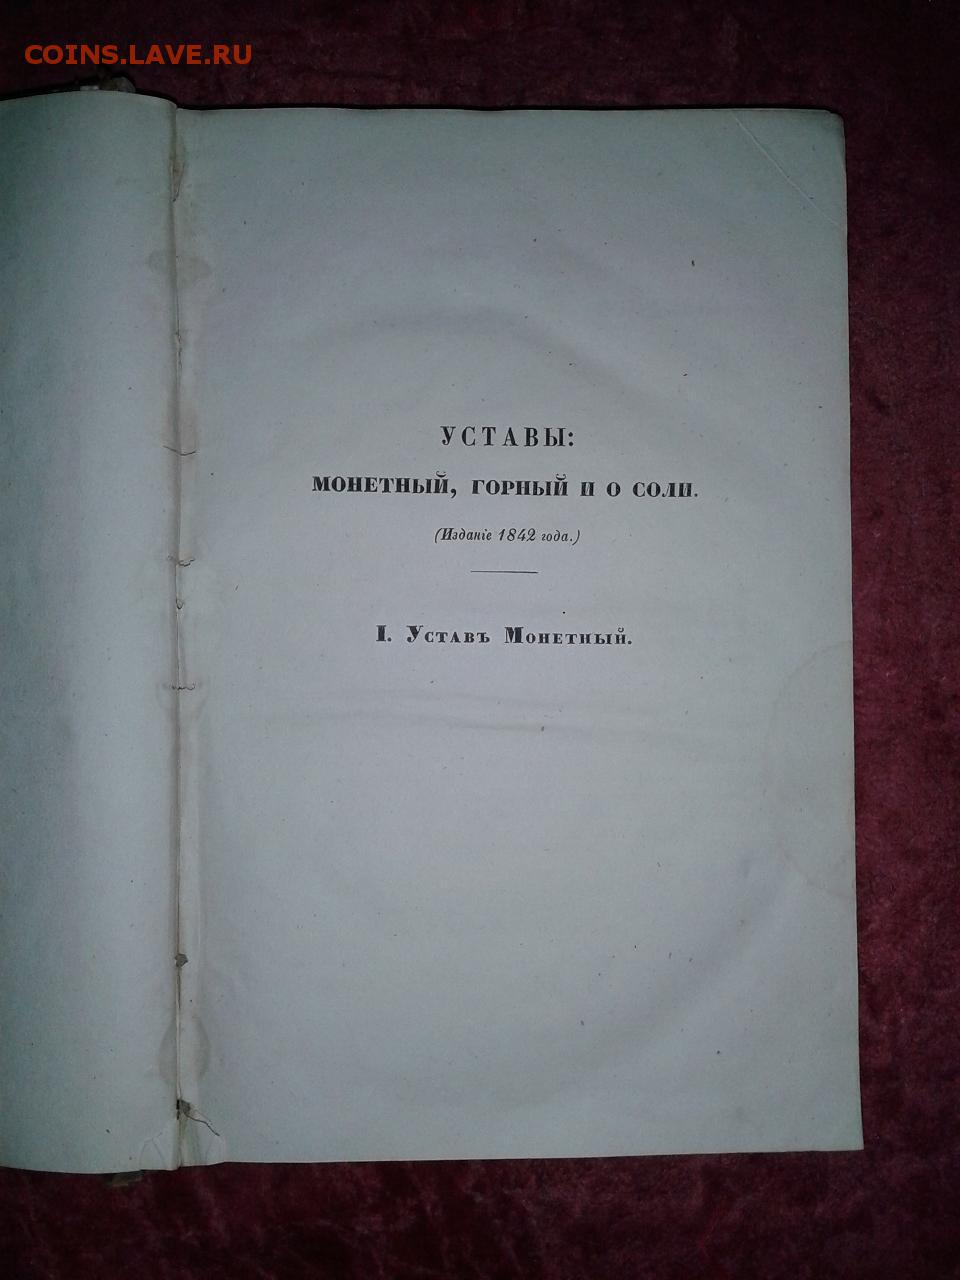 COINS.LAVE.RU
УСТАВЫ:
МОНЕТНЫЙ, ГОРНЫЙ И О СОЛИ.
(Изданіе 1842 года.)
I. Уставъ Монетный.